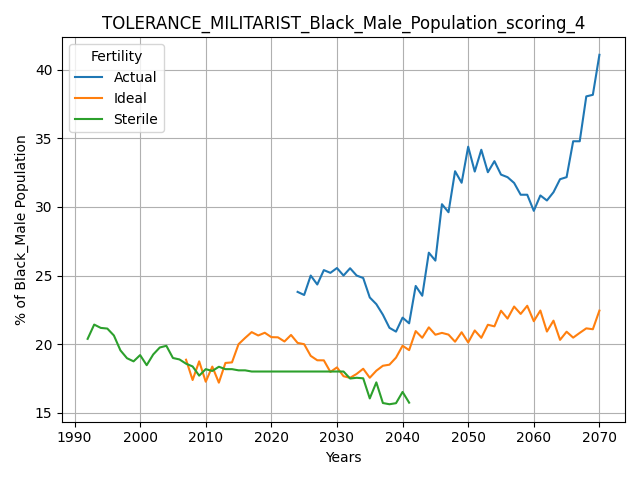 TOLERANCE_MILITARIST_Black_Male_Population_scoring_4
Fertility
Actual
Ideal
Sterile
% of Black_Male Population
40
35
30
25
20
15
1990 2000 2010 2020 2030 2040 2050 2060 2070
Years